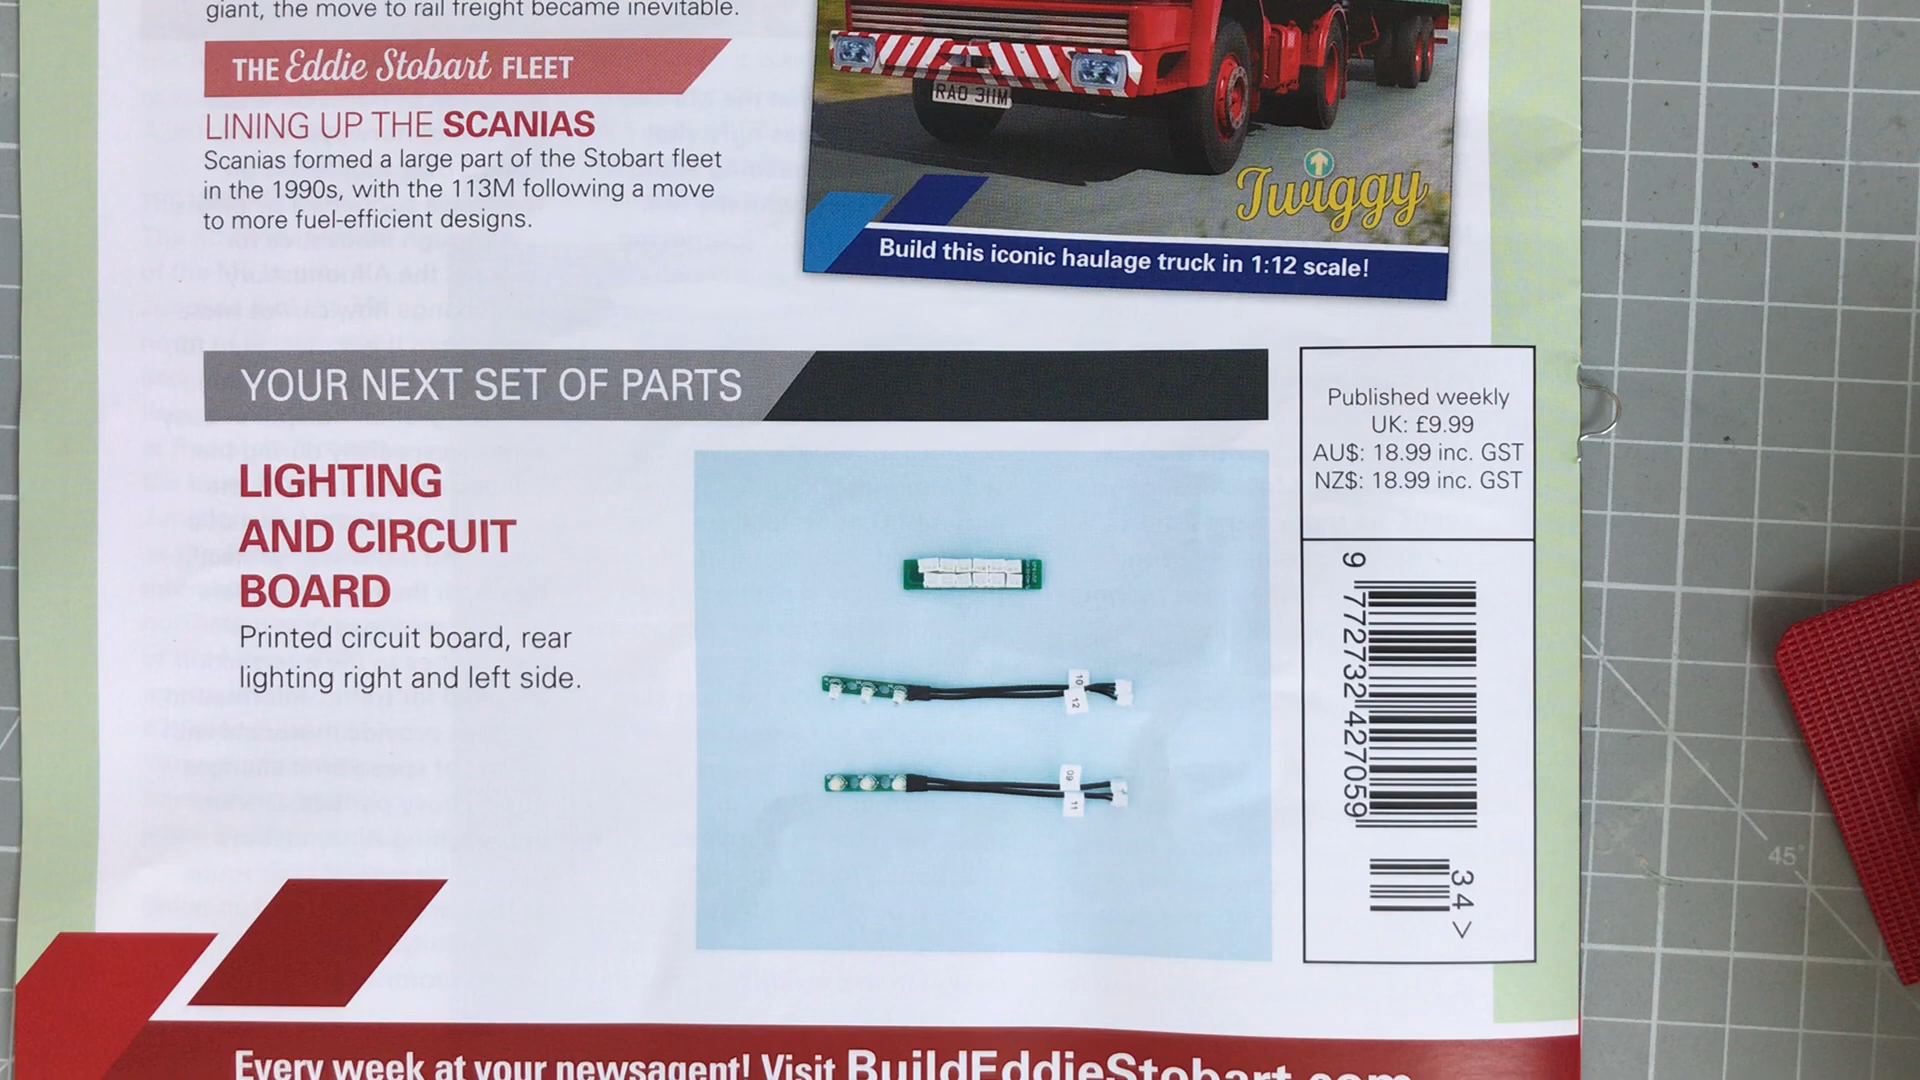 giant, the move to rail freight became inevitable.
THE Eddie Stobart FLEET
LINING UP THE SCANIAS
Scanias formed a large part of the Stobart fleet
in the 1990s, with the 113M following a move
to more fuel-efficient designs.
RAO 311M
Twiggy
Build this iconic haulage truck in 1:12 scale!
YOUR NEXT SET OF PARTS
LIGHTING
AND CIRCUIT
BOARD
Printed circuit board, rear
lighting right and left side.
10
12
09
11
Published weekly
UK: £9.99
AU$: 18.99 inc. GST
NZ$: 18.99 inc. GST
9 772732 427059
34 >
Every week at your newsagent! Visit BuildEddieStobart.com
45°